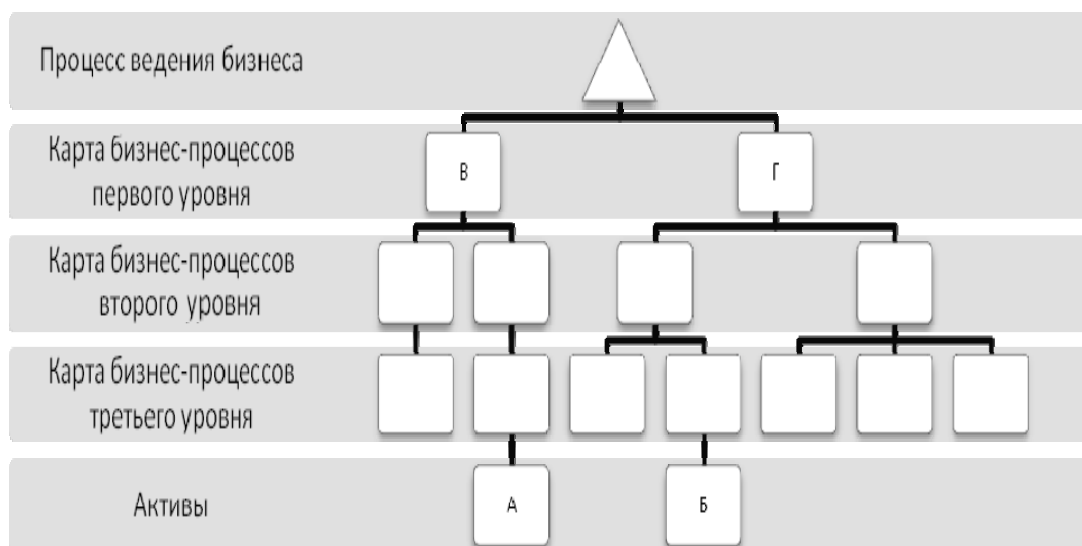 Процесс ведения бизнеса
Карта бизнес-процессов
первого уровня
В
Г
Карта бизнес-процессов
второго уровня
Карта бизнес-процессов
третьего уровня
Активы
А
Б